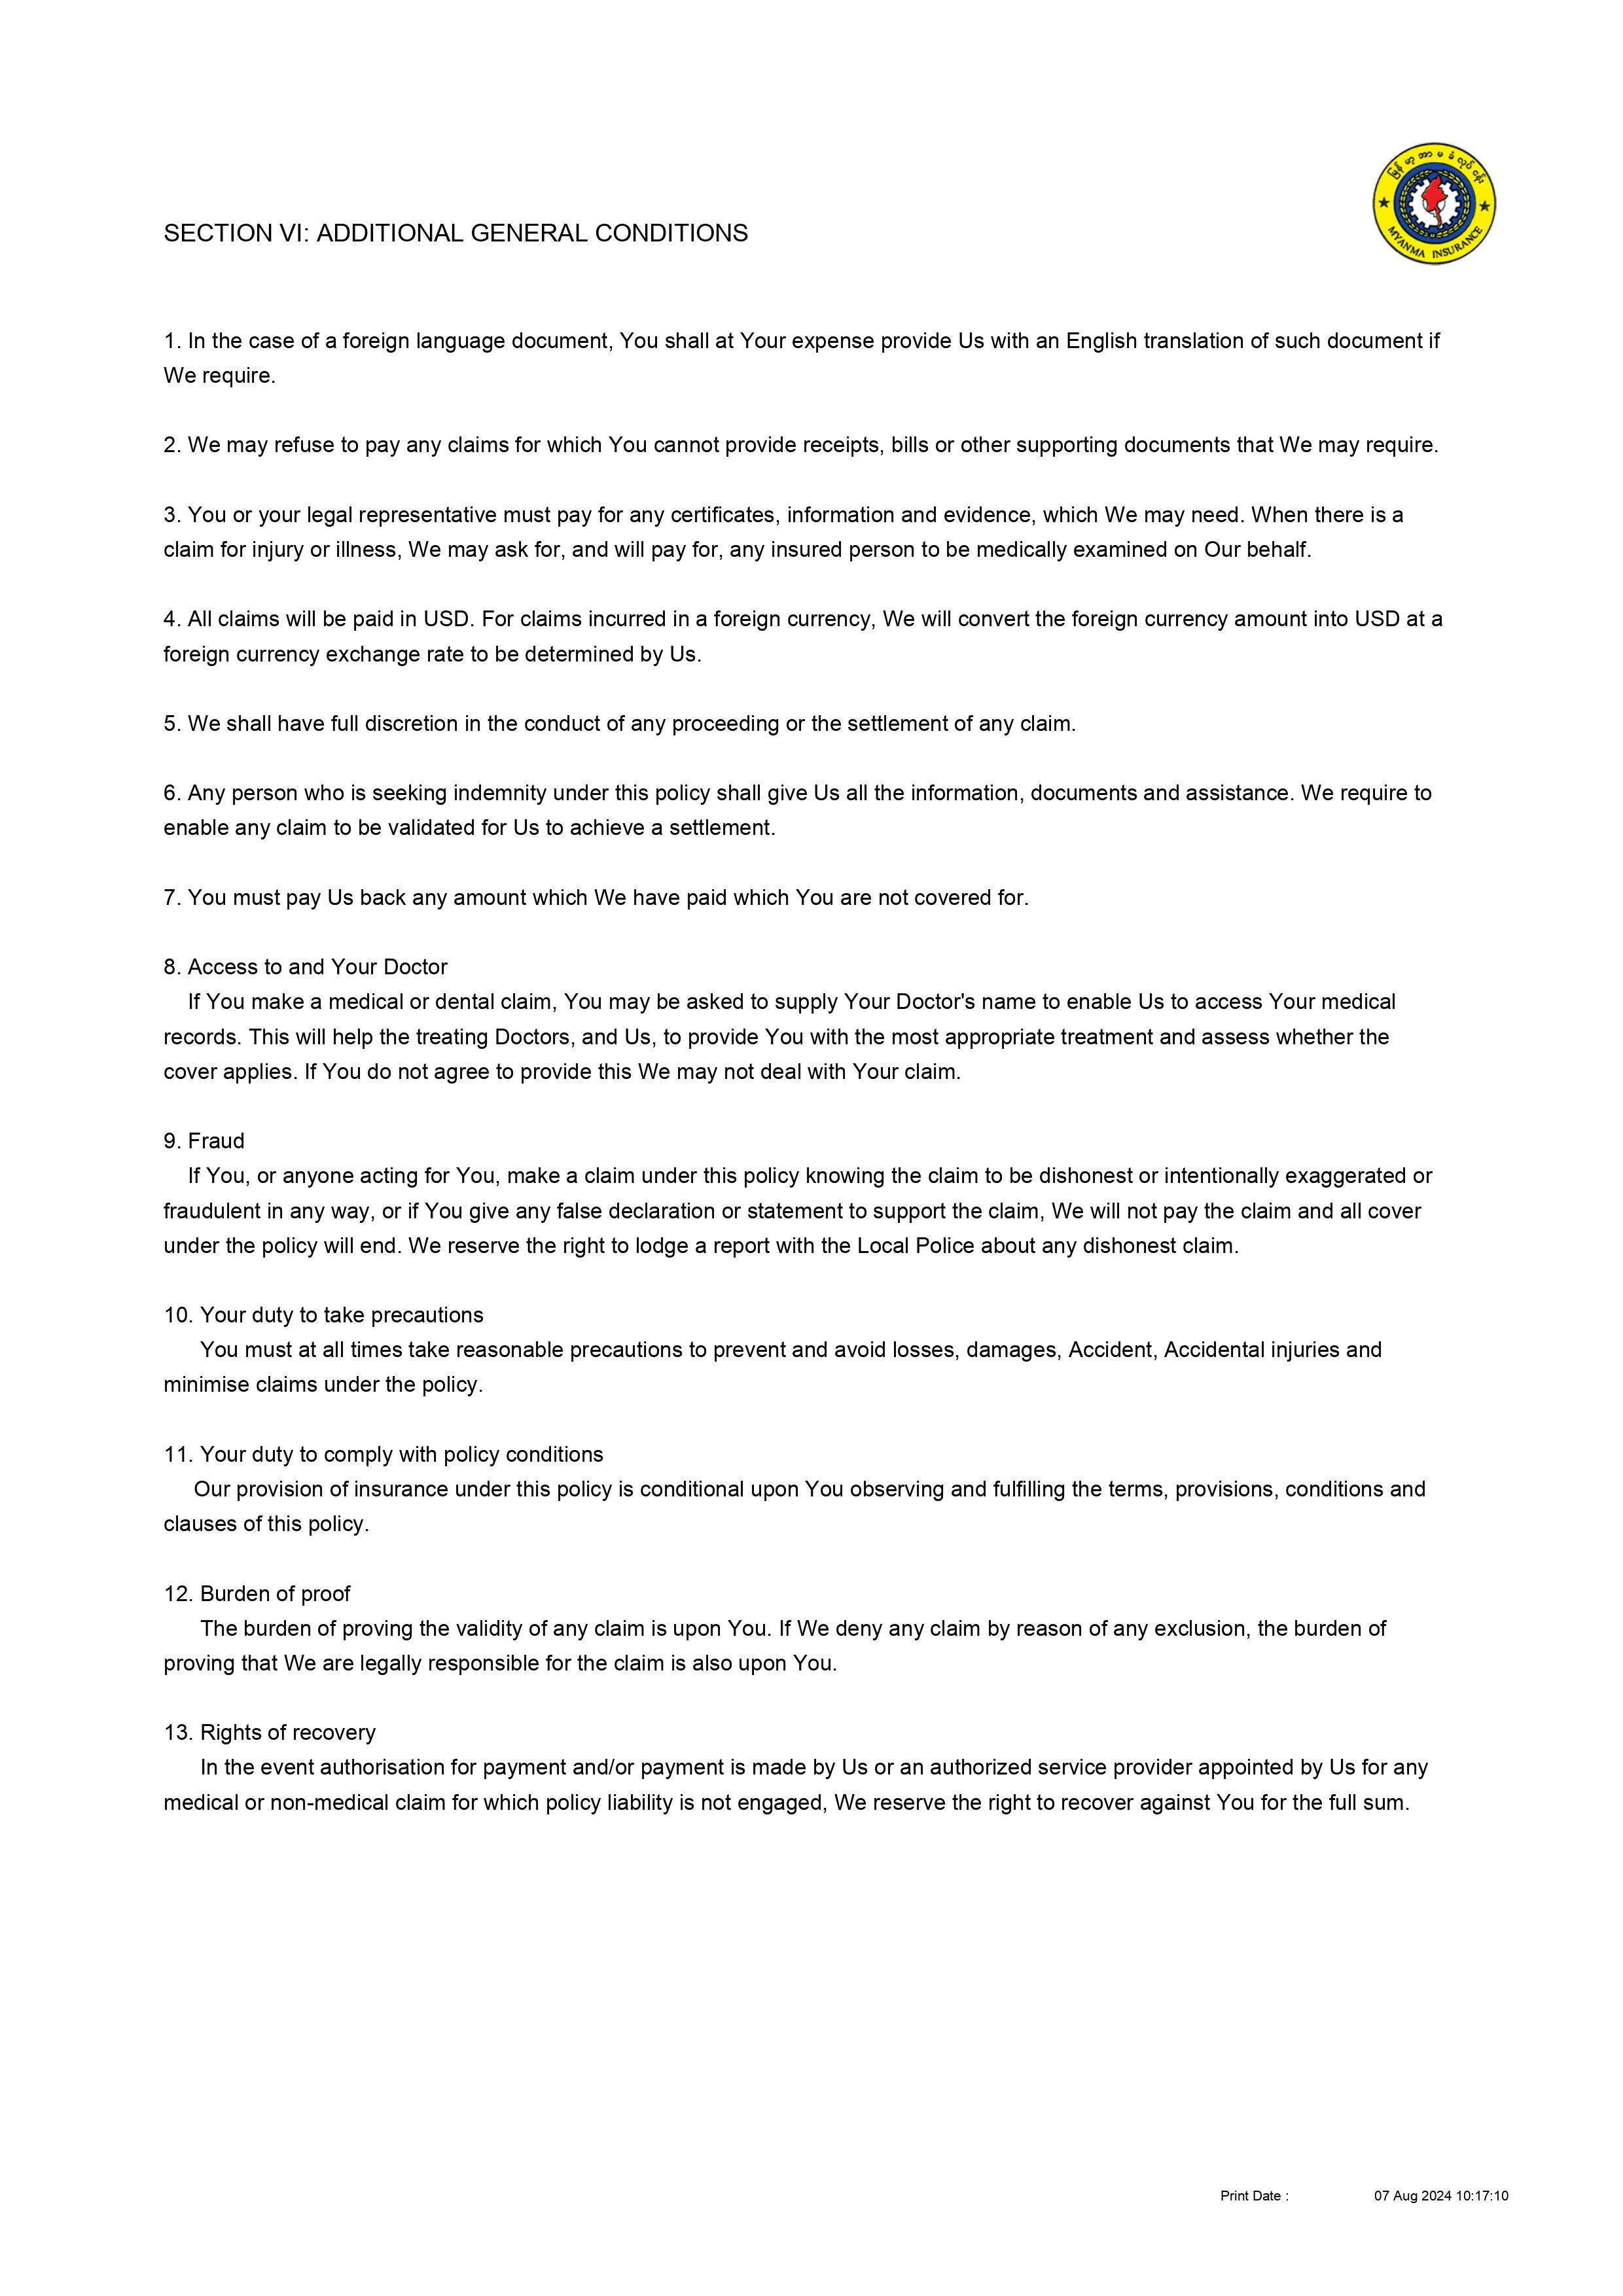 မြန်မာ့အာမခံလုပ်ငန်း
MYANMA INSURANCE
SECTION VI: ADDITIONAL GENERAL CONDITIONS
1. In the case of a foreign language document, You shall at Your expense provide Us with an English translation of such document if
We require.
2. We may refuse to pay any claims for which You cannot provide receipts, bills or other supporting documents that We may require.
3. You or your legal representative must pay for any certificates, information and evidence, which We may need. When there is a
claim for injury or illness, We may ask for, and will pay for, any insured person to be medically examined on Our behalf.
4. All claims will be paid in USD. For claims incurred in a foreign currency, We will convert the foreign currency amount into USD at a
foreign currency exchange rate to be determined by Us.
5. We shall have full discretion in the conduct of any proceeding or the settlement of any claim.
6. Any person who is seeking indemnity under this policy shall give Us all the information, documents and assistance. We require to
enable any claim to be validated for Us to achieve a settlement.
7. You must pay Us back any amount which We have paid which You are not covered for.
8. Access to and Your Doctor
If You make a medical or dental claim, You may be asked to supply Your Doctor's name to enable Us to access Your medical
records. This will help the treating Doctors, and Us, to provide You with the most appropriate treatment and assess whether the
cover applies. If You do not agree to provide this We may not deal with Your claim.
9. Fraud
If You, or anyone acting for You, make a claim under this policy knowing the claim to be dishonest or intentionally exaggerated or
fraudulent in any way, or if You give any false declaration or statement to support the claim, We will not pay the claim and all cover
under the policy will end. We reserve the right to lodge a report with the Local Police about any dishonest claim.
10. Your duty to take precautions
You must at all times take reasonable precautions to prevent and avoid losses, damages, Accident, Accidental injuries and
minimise claims under the policy.
11. Your duty to comply with policy conditions
Our provision of insurance under this policy is conditional upon You observing and fulfilling the terms, provisions, conditions and
clauses of this policy.
12. Burden of proof
The burden of proving the validity of any claim is upon You. If We deny any claim by reason of any exclusion, the burden of
proving that We are legally responsible for the claim is also upon You.
13. Rights of recovery
In the event authorisation for payment and/or payment is made by Us or an authorized service provider appointed by Us for any
medical or non-medical claim for which policy liability is not engaged, We reserve the right to recover against You for the full sum.
Print Date : 07 Aug 2024 10:17:10